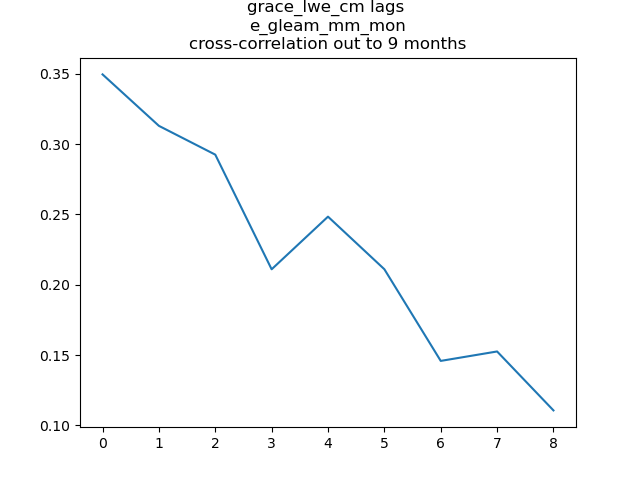 grace_lwe_cm lags
e_gleam_mm_mon
cross-correlation out to 9 months
0.35
0.30
0.25
0.20
0.15
0.10
0 1 2 3 4 5 6 7 8